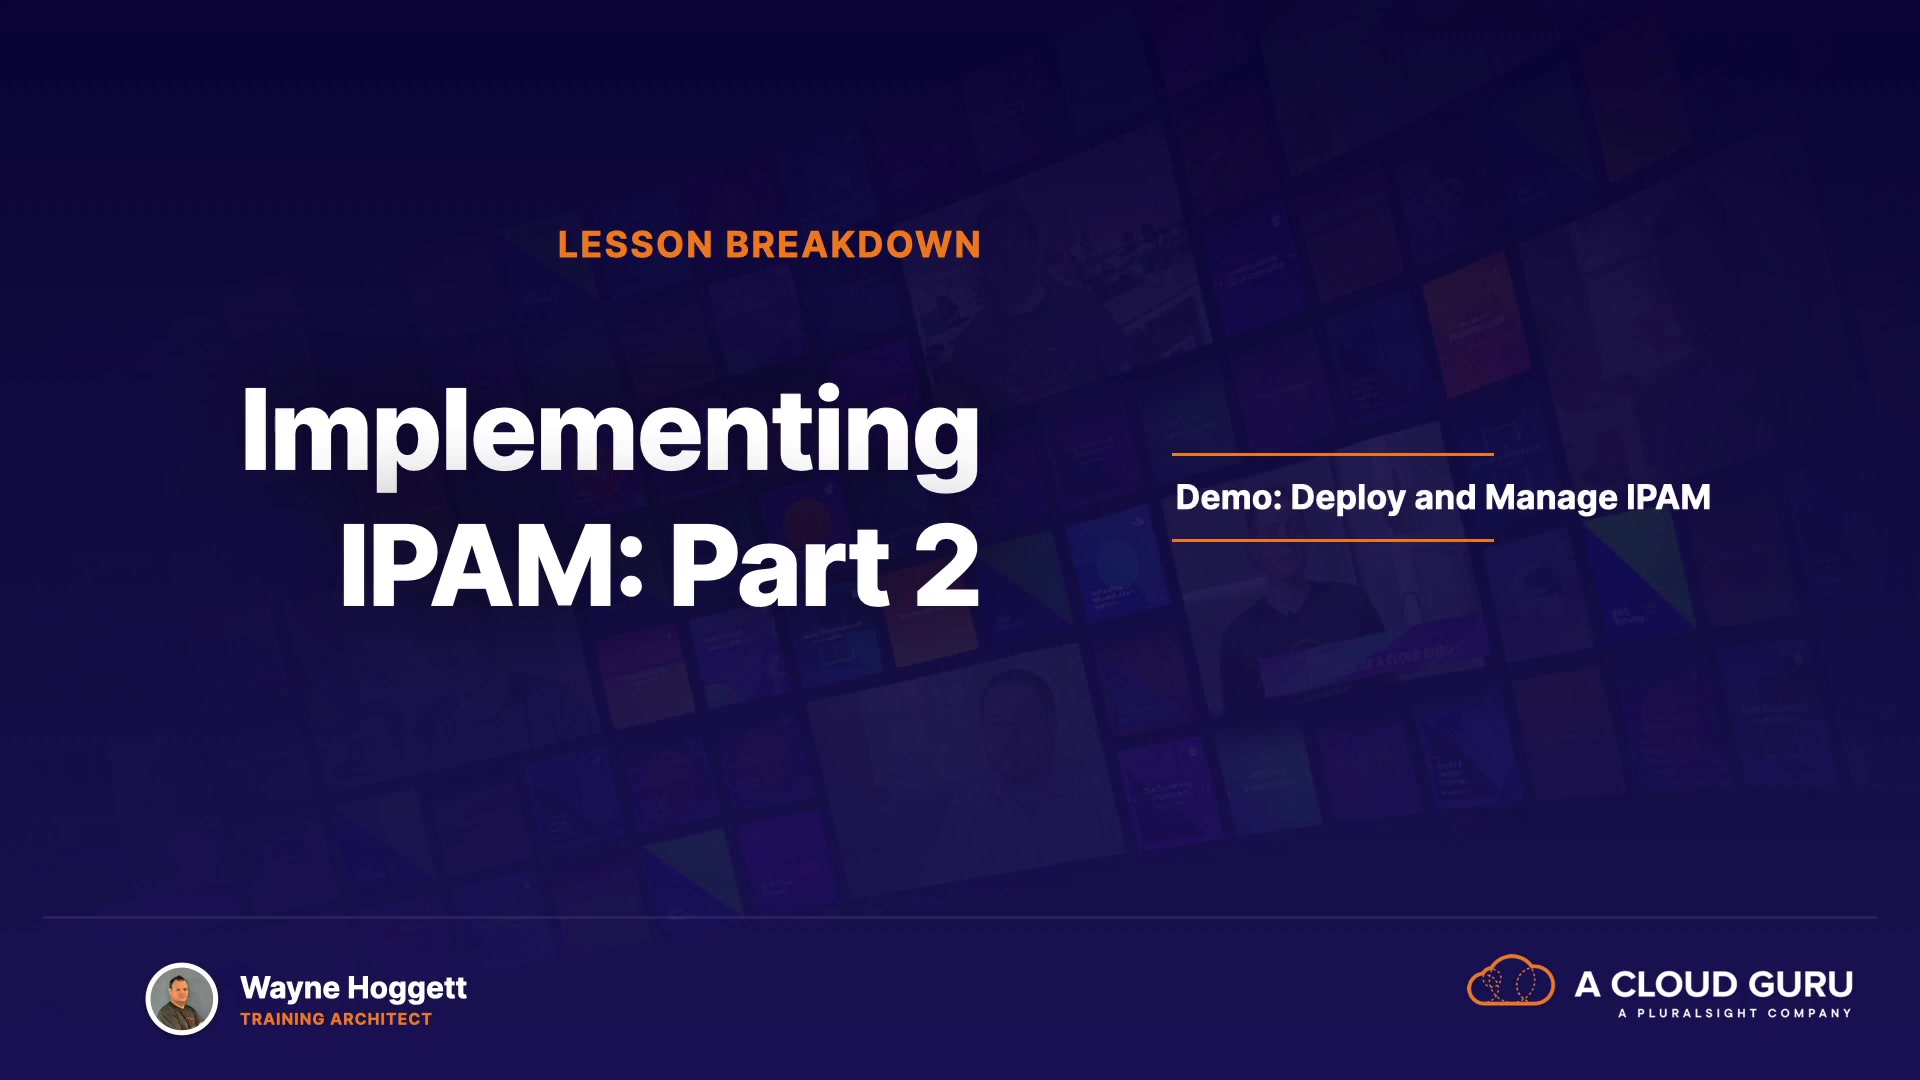 LESSON BREAKDOWN
Implementing
IPAM: Part 2
Demo: Deploy and Manage IPAM
Wayne Hoggett
TRAINING ARCHITECT
A CLOUD GURU
A PLURALSIGHT COMPANY